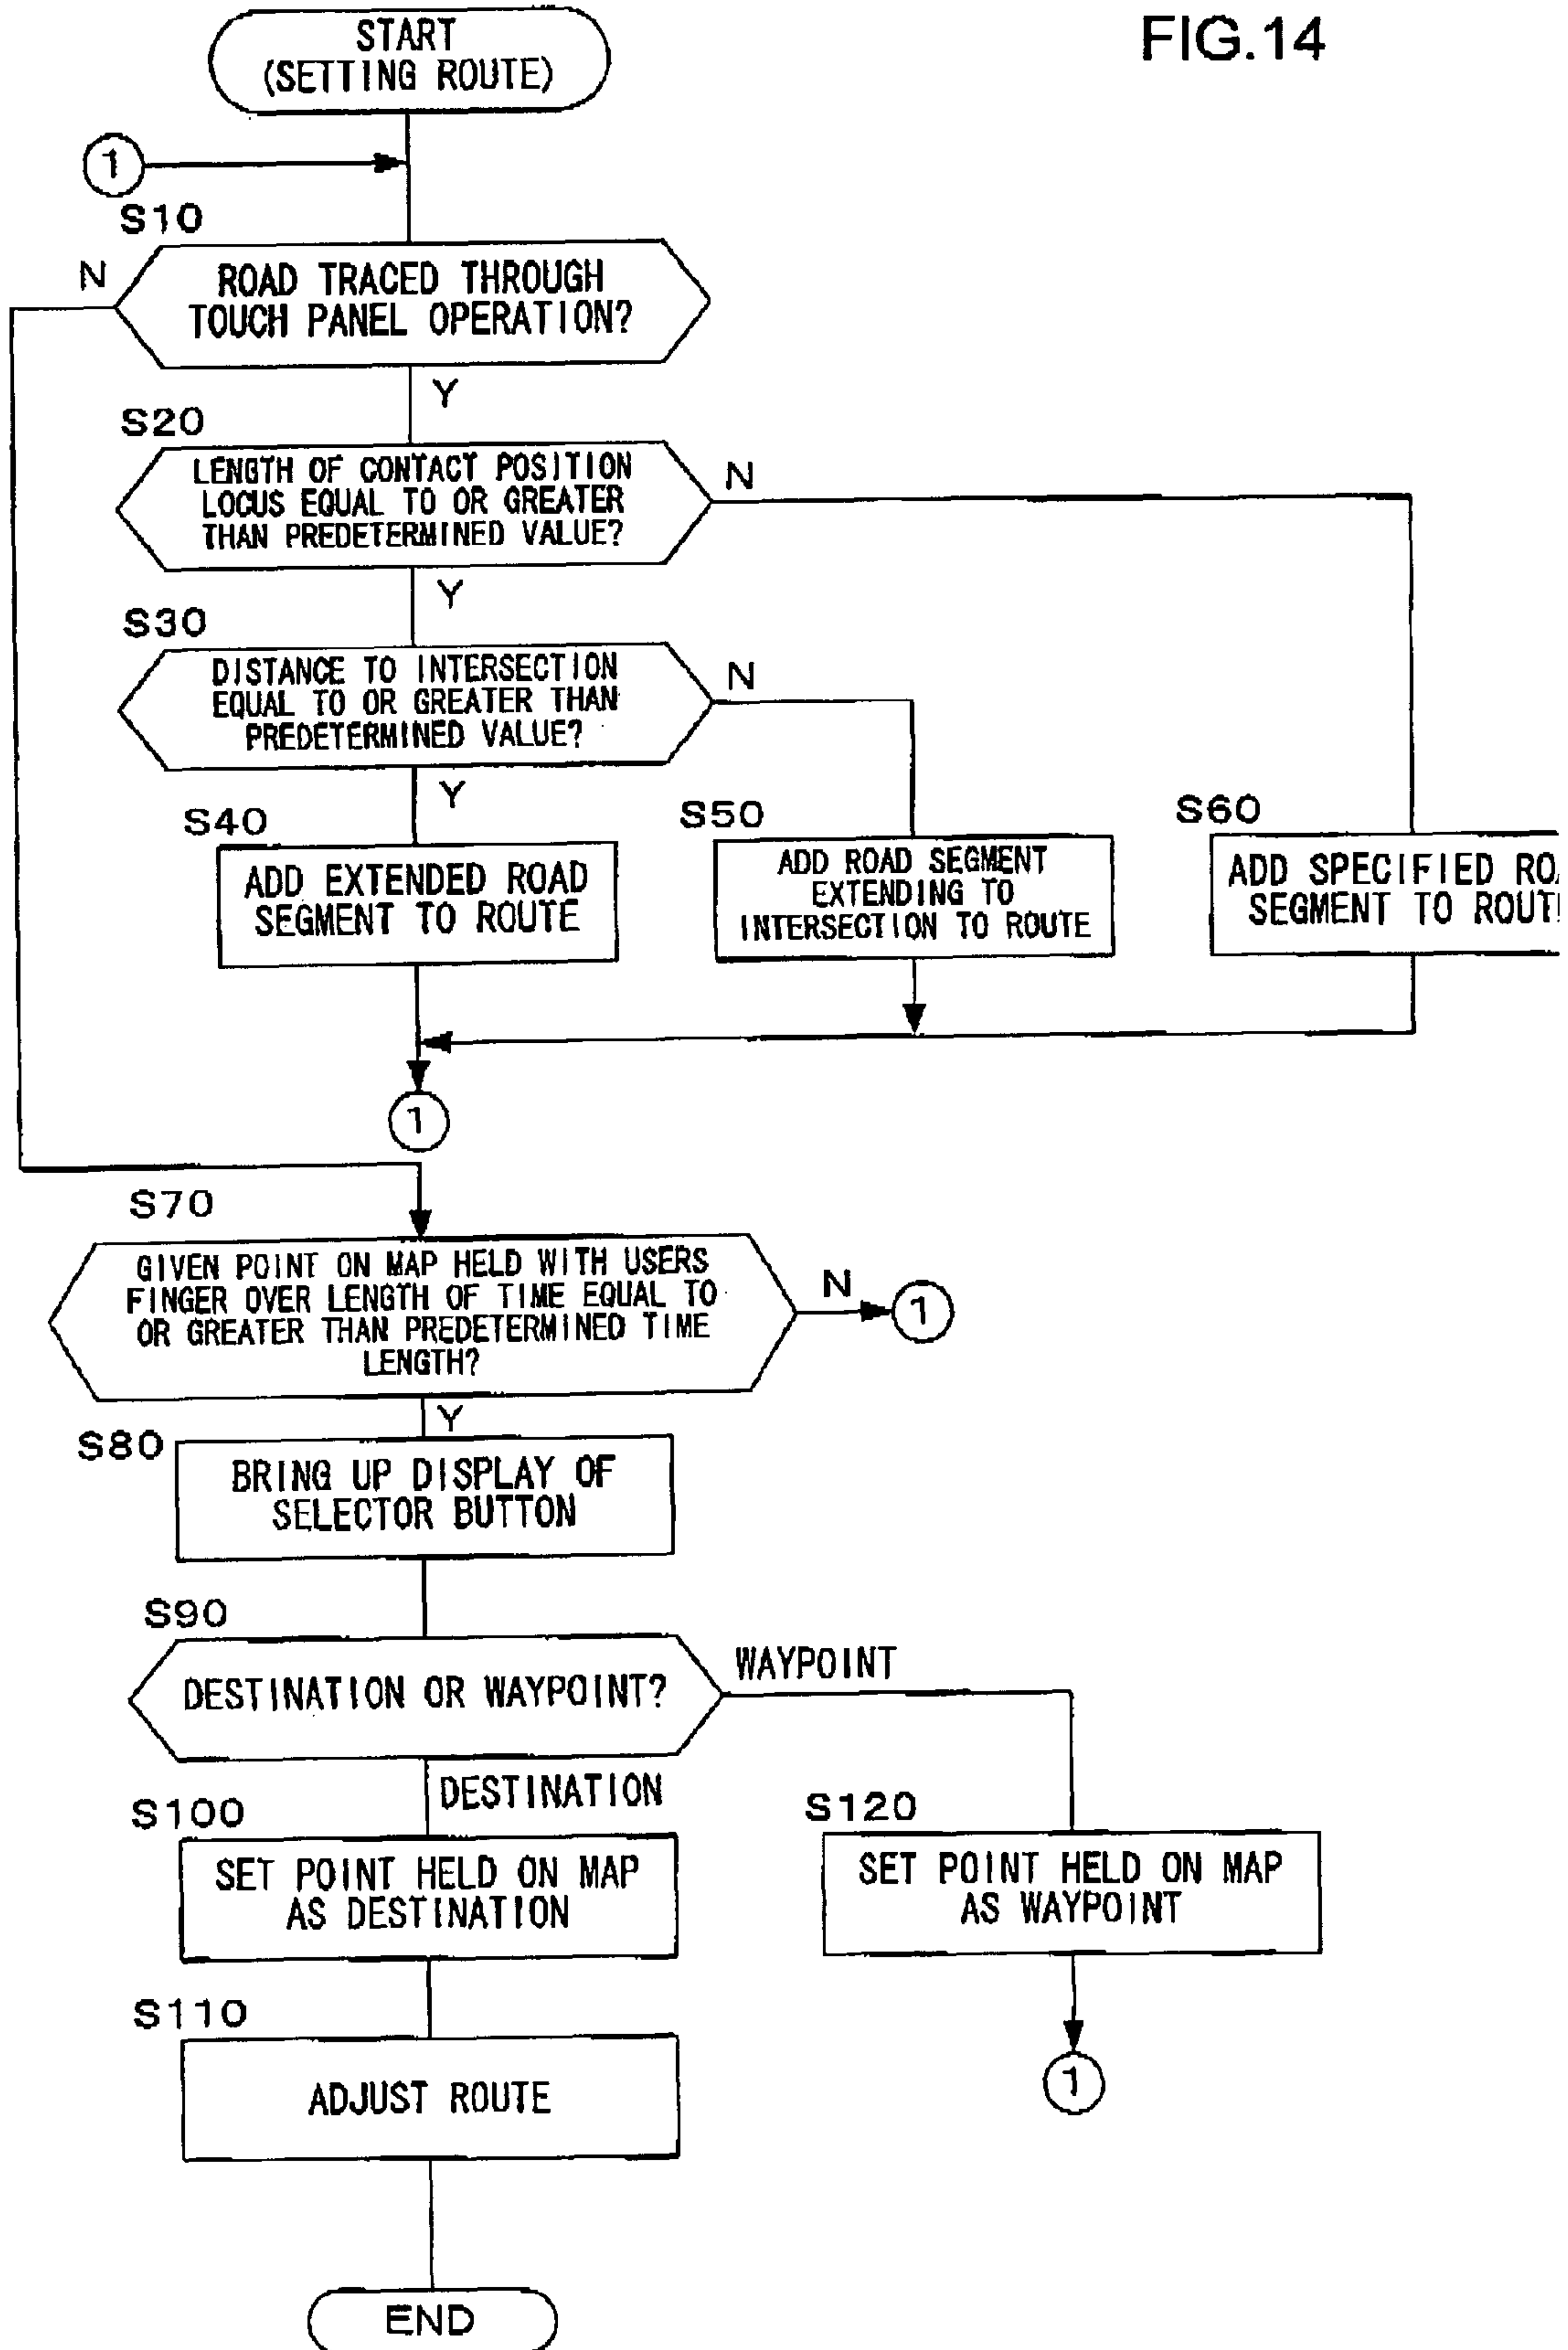 FIG.14
START
(SETTING ROUTE)
1
S10
N
ROAD TRACED THROUGH
TOUCH PANEL OPERATION?
Y
S20
LENGTH OF CONTACT POSITION
LOCUS EQUAL TO OR GREATER
THAN PREDETERMINED VALUE?
N
Y
S30
DISTANCE TO INTERSECTION
EQUAL TO OR GREATER THAN
PREDETERMINED VALUE?
N
Y
S40
ADD EXTENDED ROAD
SEGMENT TO ROUTE
S50
ADD ROAD SEGMENT
EXTENDING TO
INTERSECTION TO ROUTE
S60
ADD SPECIFIED
SEGMENT TO
1
S70
GIVEN POINT ON MAP HELD WITH USERS
FINGER OVER LENGTH OF TIME EQUAL TO
OR GREATER THAN PREDETERMINED TIME
LENGTH?
N
1
Y
S80
BRING UP DISPLAY OF
SELECTOR BUTTON
S90
DESTINATION OR WAYPOINT?
WAYPOINT
DESTINATION
S100
SET POINT HELD ON MAP
AS DESTINATION
S120
SET POINT HELD ON MAP
AS WAYPOINT
S110
ADJUST ROUTE
1
END